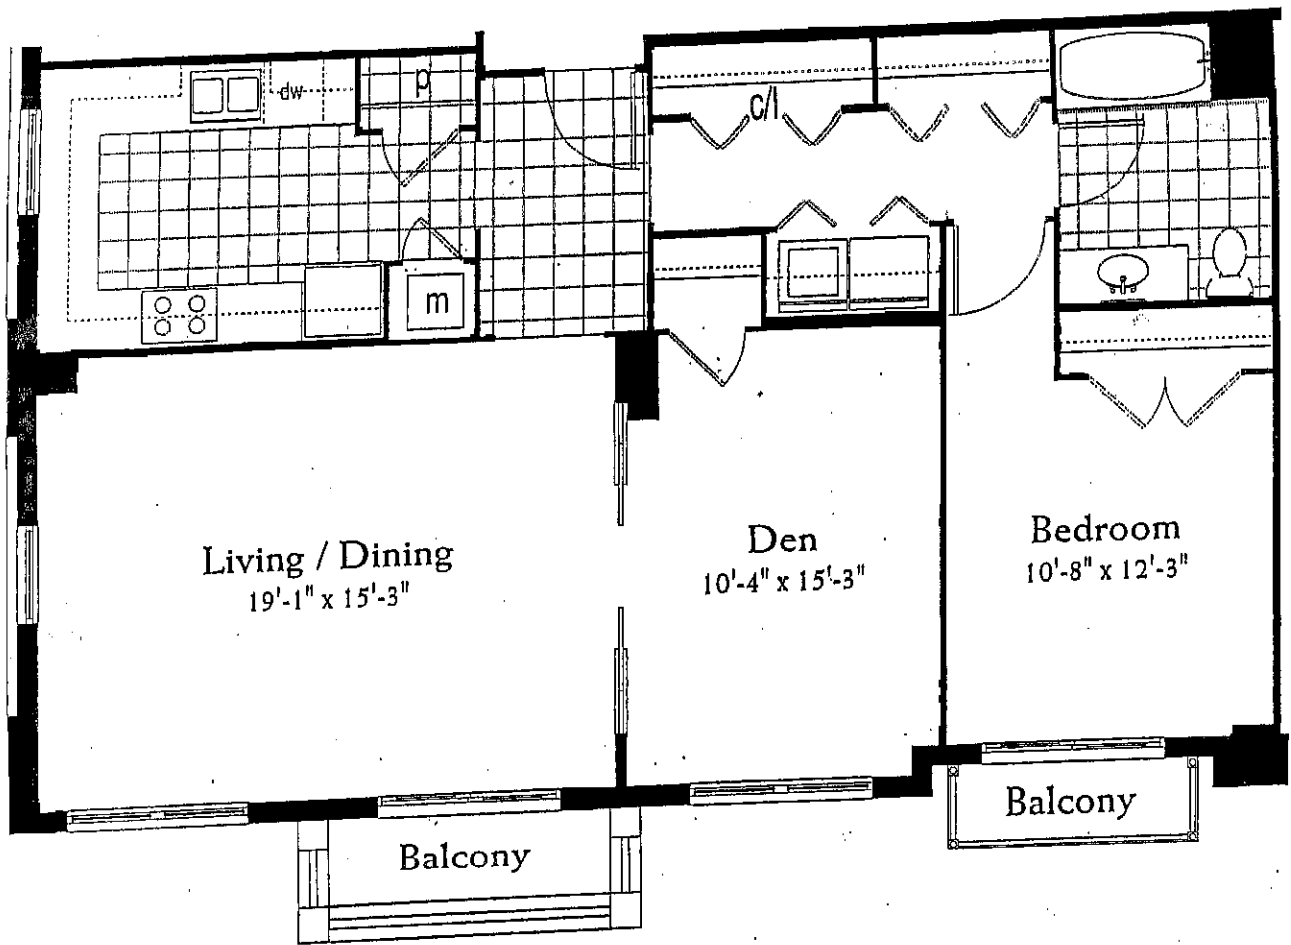 p
dw
c/l
m
Living / Dining
19'-1" x 15'-3"
Den
10'-4" x 15'-3"
Bedroom
10'-8" x 12'-3"
Balcony
Balcony